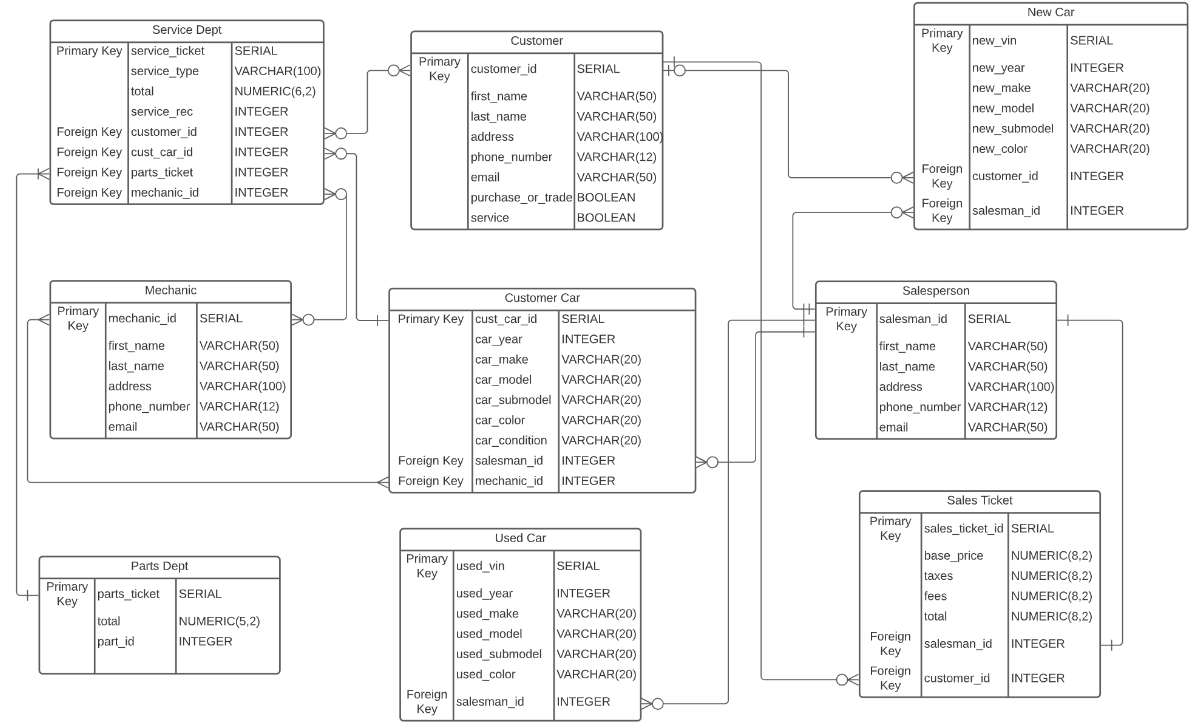 Service Dept
Primary Key service_ticket SERIAL
service_type VARCHAR(100)
total NUMERIC(6,2)
service_rec INTEGER
Foreign Key customer_id INTEGER
Foreign Key cust_car_id INTEGER
Foreign Key parts_ticket INTEGER
Foreign Key mechanic_id INTEGER
Customer
Primary
Key customer_id SERIAL
first_name VARCHAR(50)
last_name VARCHAR(50)
address VARCHAR(100)
phone_number VARCHAR(12)
email VARCHAR(50)
purchase_or_trade BOOLEAN
service BOOLEAN
New Car
Primary
Key new_vin SERIAL
new_year INTEGER
new_make VARCHAR(20)
new_model VARCHAR(20)
new_submodel VARCHAR(20)
new_color VARCHAR(20)
Foreign
Key customer_id INTEGER
Foreign
Key salesman_id INTEGER
Mechanic
Primary
Key mechanic_id SERIAL
first_name VARCHAR(50)
last_name VARCHAR(50)
address VARCHAR(100)
phone_number VARCHAR(12)
email VARCHAR(50)
Customer Car
Primary Key cust_car_id SERIAL
car_year INTEGER
car_make VARCHAR(20)
car_model VARCHAR(20)
car_submodel VARCHAR(20)
car_color VARCHAR(20)
car_condition VARCHAR(20)
Foreign Key salesman_id INTEGER
Foreign Key mechanic_id INTEGER
Salesperson
Primary
Key salesman_id SERIAL
first_name VARCHAR(50)
last_name VARCHAR(50)
address VARCHAR(100)
phone_number VARCHAR(12)
email VARCHAR(50)
Parts Dept
Primary
Key parts_ticket SERIAL
total NUMERIC(5,2)
part_id INTEGER
Used Car
Primary
Key used_vin SERIAL
used_year INTEGER
used_make VARCHAR(20)
used_model VARCHAR(20)
used_submodel VARCHAR(20)
used_color VARCHAR(20)
Foreign
Key salesman_id INTEGER
Sales Ticket
Primary
Key sales_ticket_id SERIAL
base_price NUMERIC(8,2)
taxes NUMERIC(8,2)
fees NUMERIC(8,2)
total NUMERIC(8,2)
Foreign
Key salesman_id INTEGER
Foreign
Key customer_id INTEGER